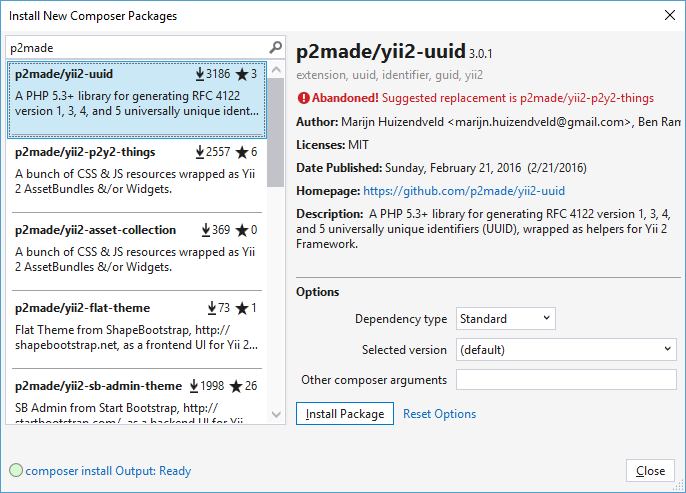 Install New Composer Packages
p2made
p2made/yii2-uuid 3186 3
A PHP 5.3+ library for generating RFC 4122
version 1, 3, 4, and 5 universally unique ident...
p2made/yii2-p2y2-things 2557 6
A bunch of CSS & JS resources wrapped as Yii
2 AssetBundles &/or Widgets.
p2made/yii2-asset-collection 369 0
A bunch of CSS & JS resources wrapped as Yii
2 AssetBundles &/or Widgets.
p2made/yii2-flat-theme 73 1
Flat Theme from ShapeBootstrap, http://
shapebootstrap.net, as a frontend UI for Yii 2...
p2made/yii2-sb-admin-theme 1998 26
SB Admin from Start Bootstrap, http://
startbootstrap.com/, as a backend UI for Yii 2...
p2made/yii2-uuid 3.0.1
extension, uuid, identifier, guid, yii2
Abandoned! Suggested replacement is p2made/yii2-p2y2-things
Author: Marijn Huizendveld <marijn.huizendveld@gmail.com>, Ben Ram
Licenses: MIT
Date Published: Sunday, February 21, 2016 (2/21/2016)
Homepage: https://github.com/p2made/yii2-uuid
Description: A PHP 5.3+ library for generating RFC 4122 version 1, 3, 4,
and 5 universally unique identifiers (UUID), wrapped as helpers for Yii 2
Framework.
Options
Dependency type Standard
Selected version (default)
Other composer arguments
Install Package Reset Options
composer install Output: Ready
Close